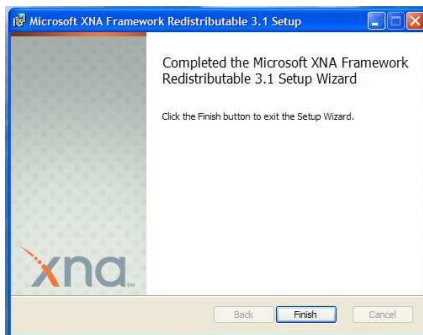 Microsoft XNA Framework Redistributable 3.1 Setup
Completed the Microsoft XNA Framework
Redistributable 3.1 Setup Wizard
Click the Finish button to exit the Setup Wizard.
xna™
Back Finish Cancel